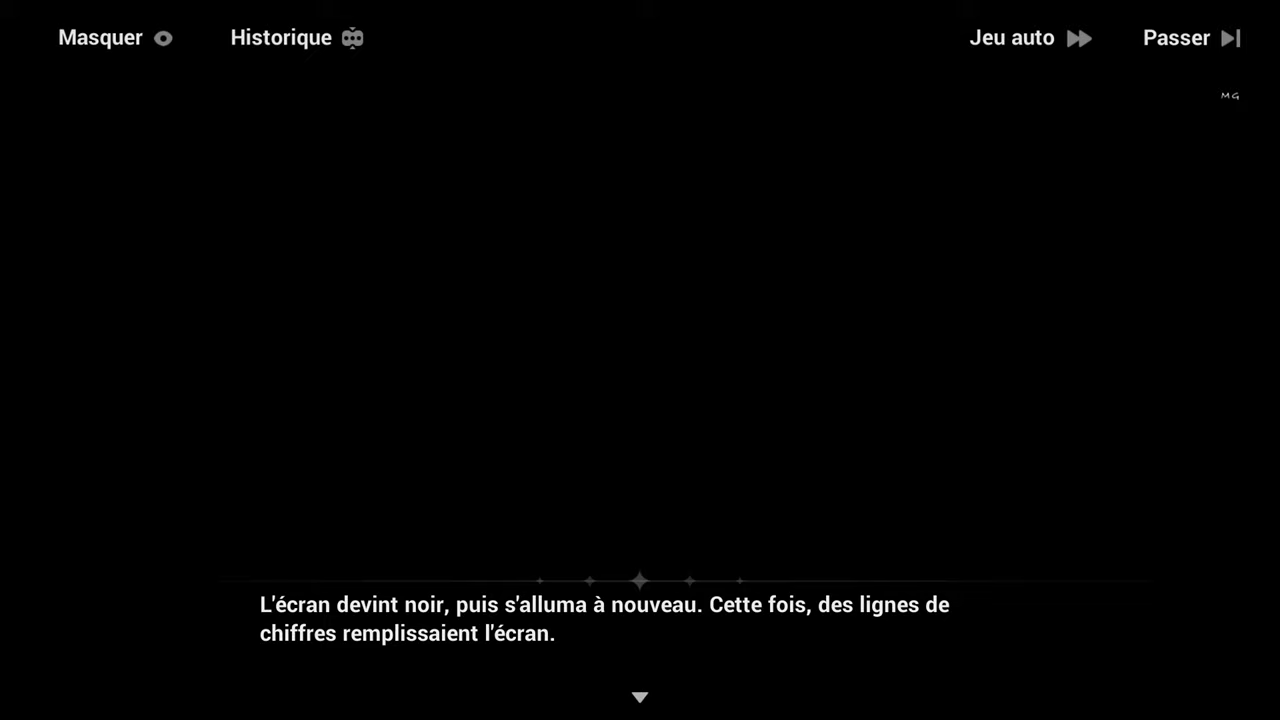 Masquer
Historique
Jeu auto
Passer
MG
L'écran devint noir, puis s'alluma à nouveau. Cette fois, des lignes de
chiffres remplissaient l'écran.